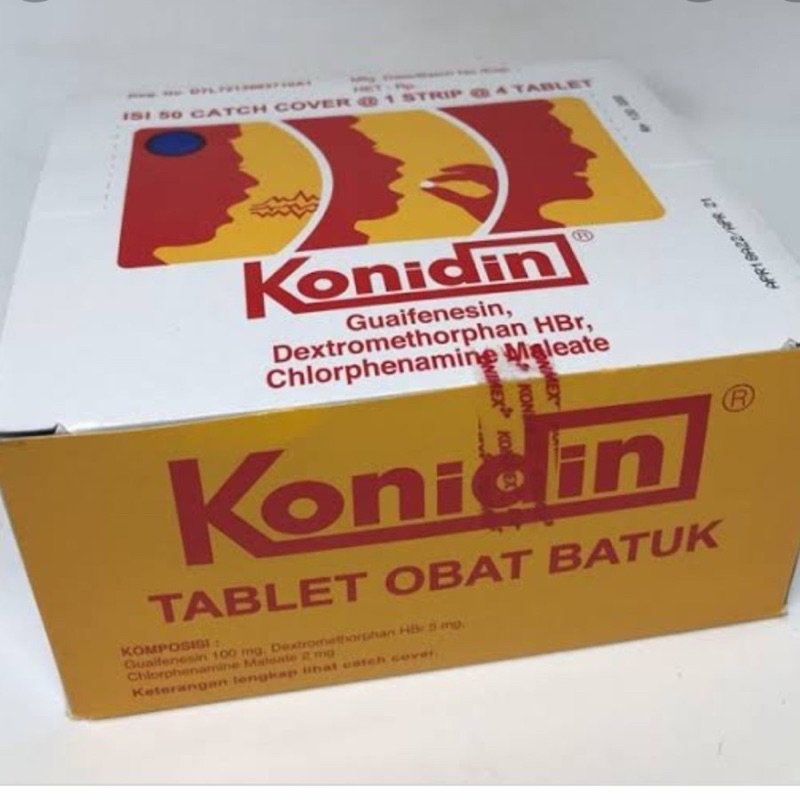 ISI 50 CATCH COVER @ 1 STRIP @ 4 TABLET
Konidin®
Guaifenesin,
Dextromethorphan HBr,
Chlorphenamine Maleate
Konidin®
TABLET OBAT BATUK
KOMPOSISI :
Guaifenesin 100 mg, Dextromethorphan HBr 5 mg,
Chlorphenamine Maleate 2 mg
Keterangan lengkap lihat catch cover.